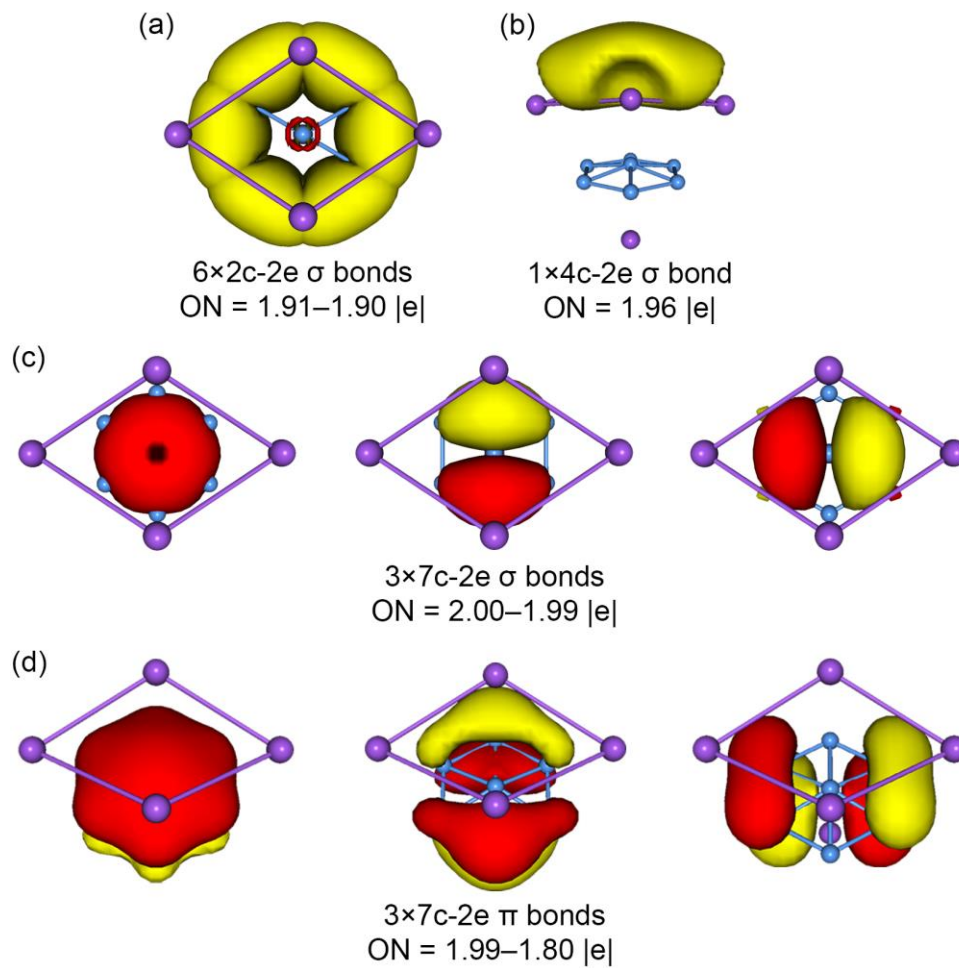 (a)
(b)
6×2c-2e σ bonds
ON = 1.91–1.90 |e|
1×4c-2e σ bond
ON = 1.96 |e|
(c)
3×7c-2e σ bonds
ON = 2.00–1.99 |e|
(d)
3×7c-2e π bonds
ON = 1.99–1.80 |e|